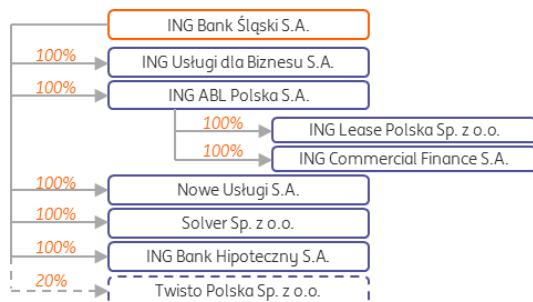 ING Bank Śląski S.A.
100%
ING Usługi dla Biznesu S.A.
100%
ING ABL Polska S.A.
100%
ING Lease Polska Sp. z o.o.
100%
ING Commercial Finance S.A.
100%
Nowe Usługi S.A.
100%
Solver Sp. z o.o.
100%
ING Bank Hipoteczny S.A.
20%
Twisto Polska Sp. z o.o.